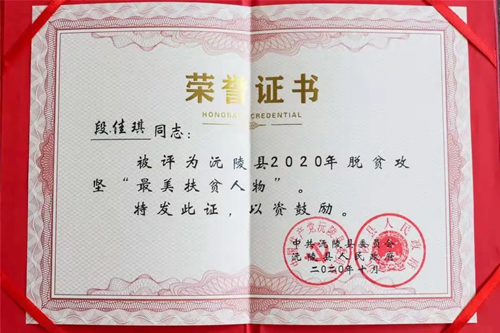 荣誉证书
HONORARY CREDENTIAL
段佳琪同志：
被评为沅陵县2020年脱贫攻
坚“最美扶贫人物”。
特发此证，以资鼓励。
中共沅陵县委员会
沅陵县人民政府
二〇二〇年十月